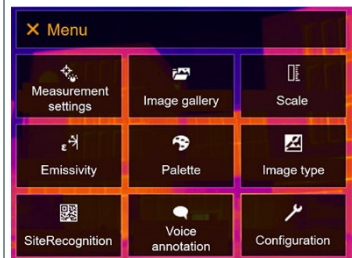 Menu
Measurement
settings
Image gallery
Scale
ε
Emissivity
Palette
Image type
SiteRecognition
Voice
annotation
Configuration